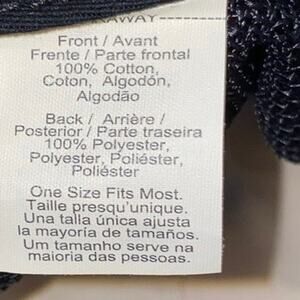 AWAY
Front / Avant
Frente / Parte frontal
100% Cotton,
Coton, Algodón,
Algodão
Back / Arrière /
Posterior / Parte traseira
100% Polyester,
Polyester, Poliéster,
Poliéster
One Size Fits Most.
Taille presqu'unique.
Una talla única ajusta
la mayoría de tamaños.
Um tamanho serve na
maioria das pessoas.